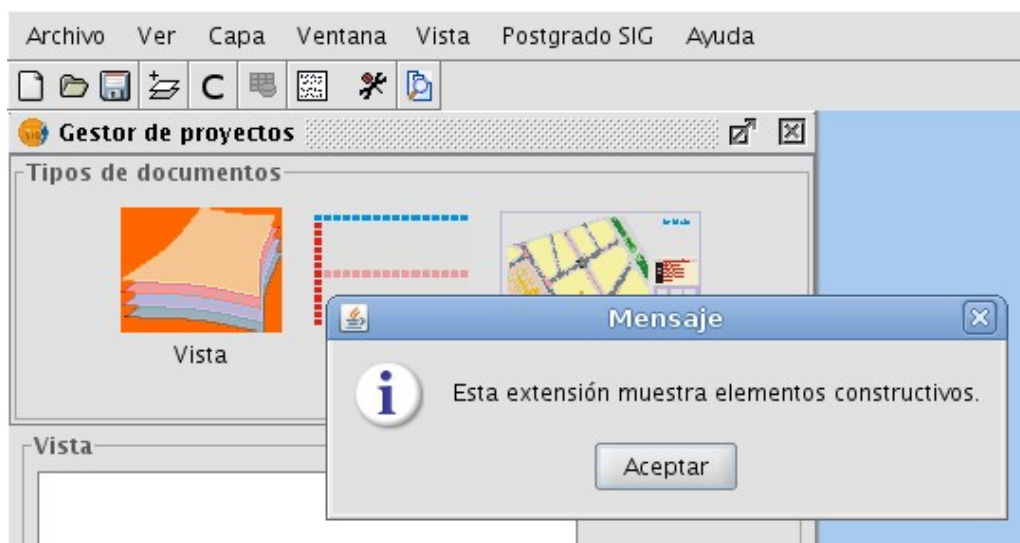 Archivo Ver Capa Ventana Vista Postgrado SIG Ayuda
C
Gestor de proyectos
Tipos de documentos
Vista
Mensaje
Esta extensión muestra elementos constructivos.
Aceptar
Vista